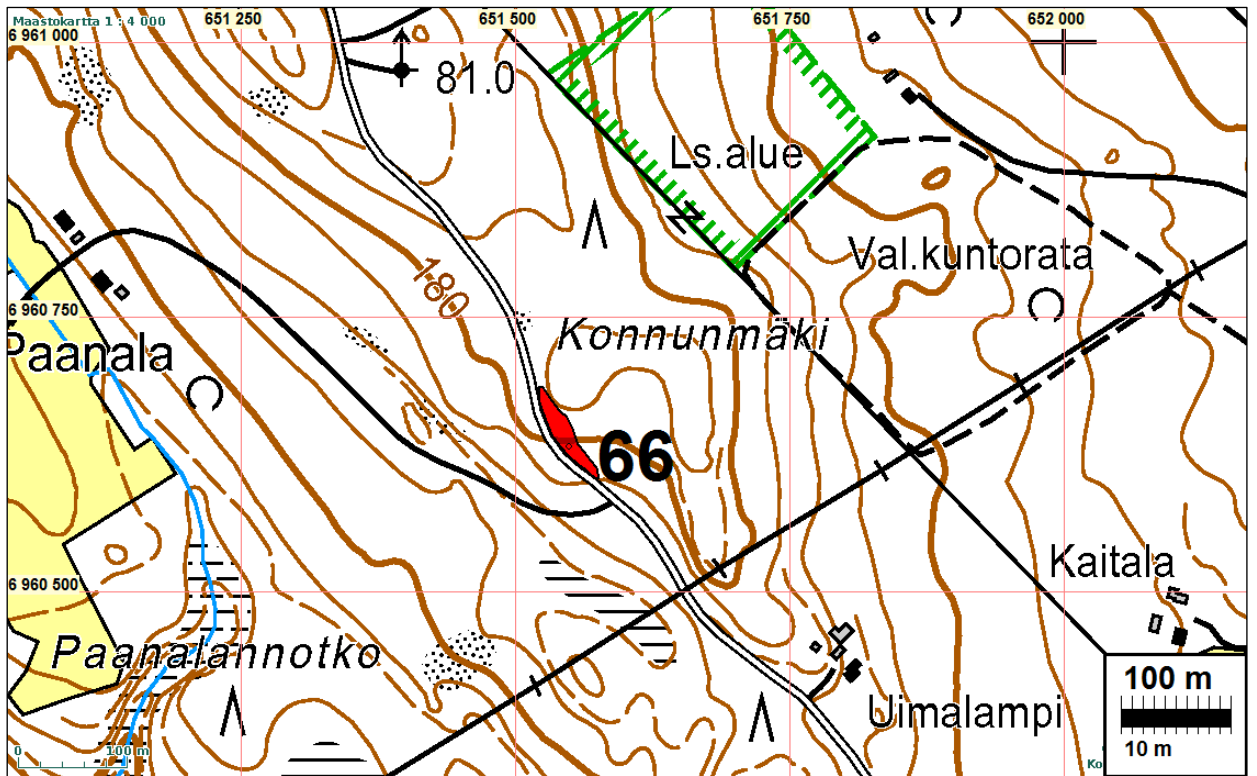 Maastokartta 1 : 4 000
651 250
651 500
651 750
652 000
6 961 000
81.0
Ls.alue
Val.kuntorata
180
6 960 750
Konnunmäki
Paanala
66
6 960 500
Kaitala
Paanalannotko
Uimalampi
100 m
10 m
0
100 m